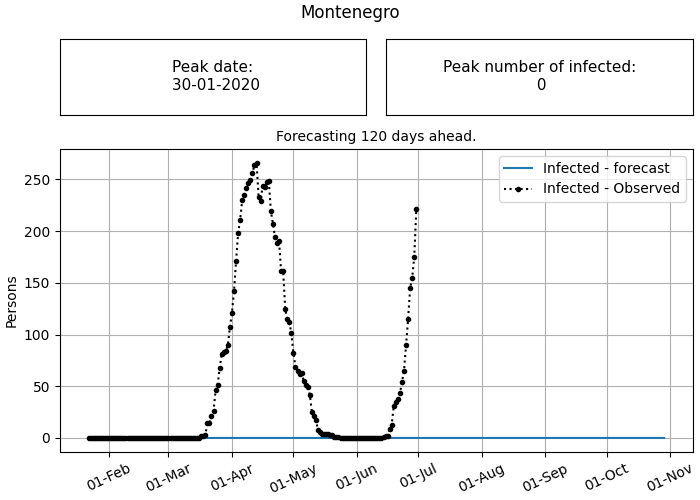 Montenegro
Peak date:
30-01-2020
Peak number of infected:
0
Forecasting 120 days ahead.
Infected - forecast
Infected - Observed
Persons
250
200
150
100
50
0
01-Feb
01-Mar
01-Apr
01-May
01-Jun
01-Jul
01-Aug
01-Sep
01-Oct
01-Nov